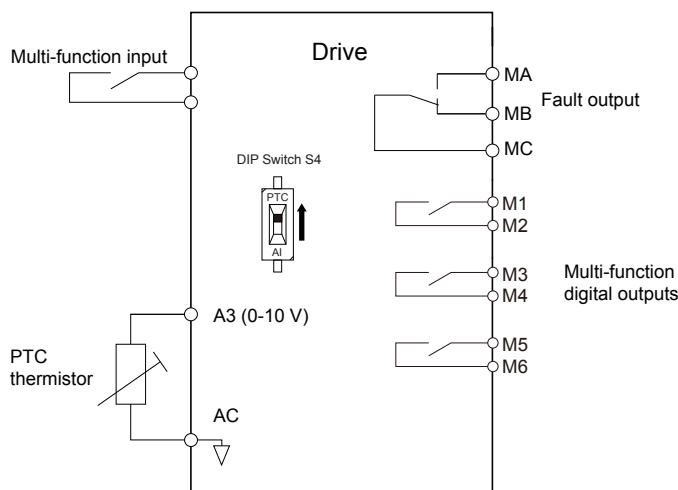 Drive
Multi-function input
MA
Fault output
MB
MC
DIP Switch S4
PTC
AI
M1
M2
M3
M4
Multi-function
digital outputs
M5
M6
A3 (0-10 V)
PTC
thermistor
AC